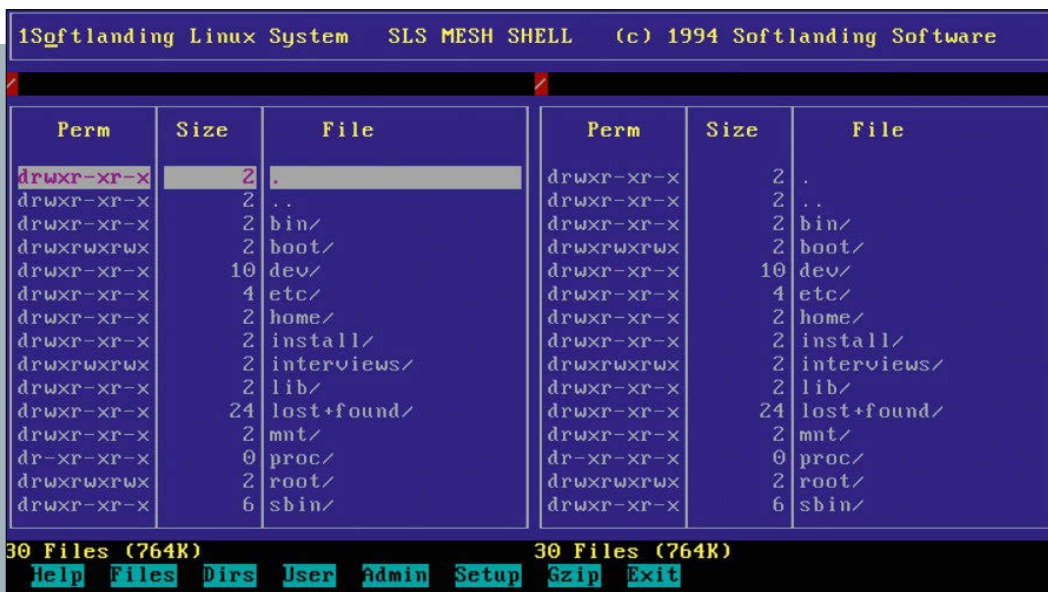 1Softlanding Linux System SLS MESH SHELL (c) 1994 Softlanding Software
/ /
Perm Size File Perm Size File
drwxr-xr-x 2 . drwxr-xr-x 2 .
drwxr-xr-x 2 .. drwxr-xr-x 2 ..
drwxr-xr-x 2 bin/ drwxr-xr-x 2 bin/
drwxrwxrwx 2 boot/ drwxrwxrwx 2 boot/
drwxr-xr-x 10 dev/ drwxr-xr-x 10 dev/
drwxr-xr-x 4 etc/ drwxr-xr-x 4 etc/
drwxr-xr-x 2 home/ drwxr-xr-x 2 home/
drwxr-xr-x 2 install/ drwxr-xr-x 2 install/
drwxrwxrwx 2 interviews/ drwxrwxrwx 2 interviews/
drwxr-xr-x 2 lib/ drwxr-xr-x 2 lib/
drwxr-xr-x 24 lost+found/ drwxr-xr-x 24 lost+found/
drwxr-xr-x 2 mnt/ drwxr-xr-x 2 mnt/
dr-xr-xr-x 0 proc/ dr-xr-xr-x 0 proc/
drwxrwxrwx 2 root/ drwxrwxrwx 2 root/
drwxr-xr-x 6 sbin/ drwxr-xr-x 6 sbin/
30 Files (764K) 30 Files (764K)
Help Files Dirs User Admin Setup Gzip Exit